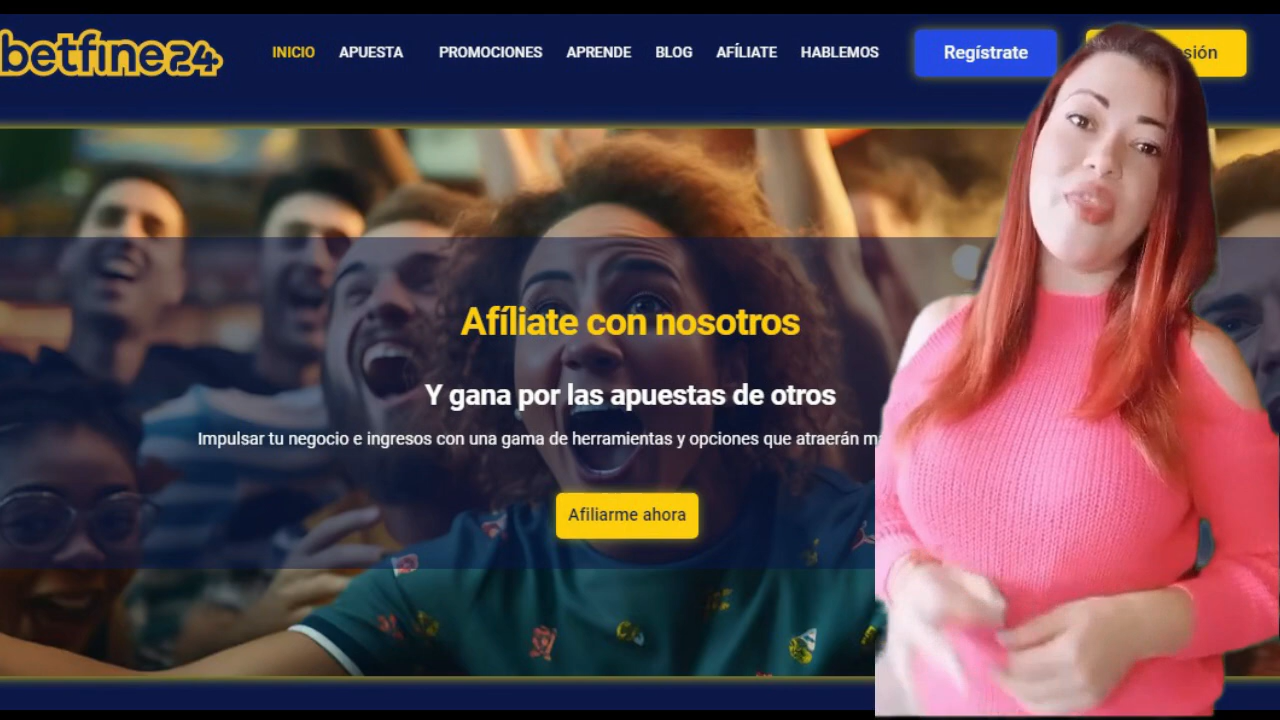 betfine24
INICIO APUESTA PROMOCIONES APRENDE BLOG AFÍLIATE HABLEMOS Regístrate sión
Afíliate con nosotros
Y gana por las apuestas de otros
Impulsar tu negocio e ingresos con una gama de herramientas y opciones que atraerán m
Afiliarme ahora